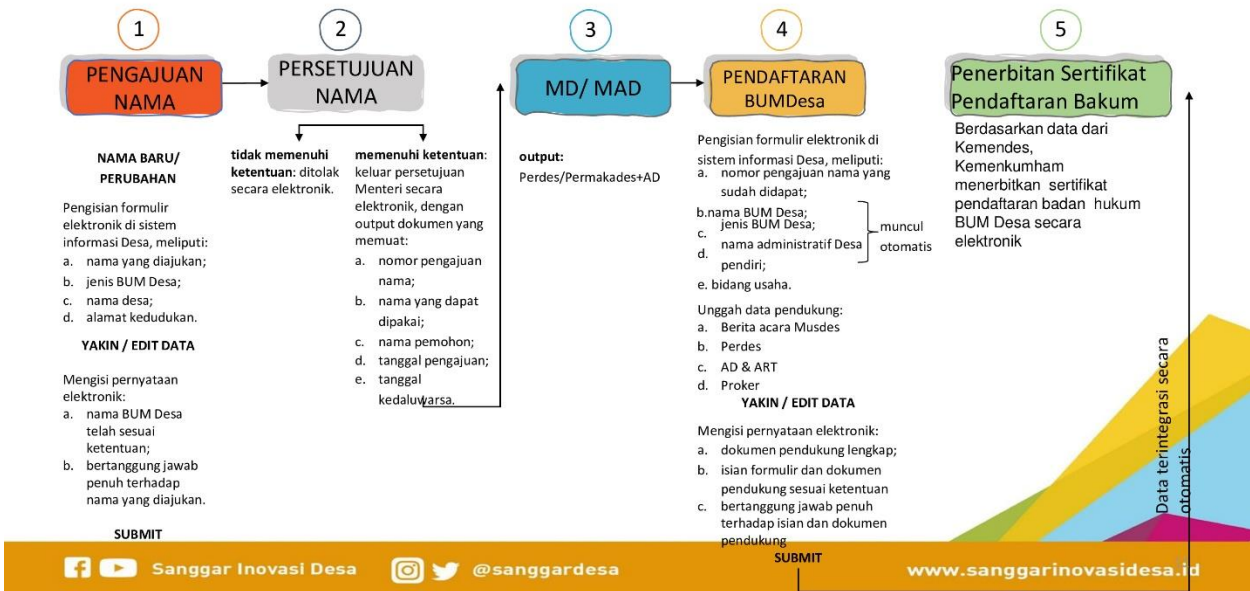 1
PENGAJUAN
NAMA
NAMA BARU/
PERUBAHAN
Pengisian formulir
elektronik di sistem
informasi Desa, meliputi:
a. nama yang diajukan;
b. jenis BUM Desa;
c. nama desa;
d. alamat kedudukan.
YAKIN / EDIT DATA
Mengisi pernyataan
elektronik:
a. nama BUM Desa
telah sesuai
ketentuan;
b. bertanggung jawab
penuh terhadap
nama yang diajukan.
SUBMIT
2
PERSETUJUAN
NAMA
tidak memenuhi
ketentuan: ditolak
secara elektronik.
memenuhi ketentuan:
keluar persetujuan
Menteri secara
elektronik, dengan
output dokumen yang
memuat:
a. nomor pengajuan
nama;
b. nama yang dapat
dipakai;
c. nama pemohon;
d. tanggal pengajuan;
e. tanggal
kedaluwarsa.
3
MD/ MAD
output:
Perdes/Permakades+AD
4
PENDAFTARAN
BUMDesa
Pengisian formulir elektronik di
sistem informasi Desa, meliputi:
a. nomor pengajuan nama yang
sudah didapat;
b.nama BUM Desa;
c. jenis BUM Desa;
d. nama administratif Desa
pendiri;
muncul
otomatis
e. bidang usaha.
Unggah data pendukung:
a. Berita acara Musdes
b. Perdes
c. AD & ART
d. Proker
YAKIN / EDIT DATA
Mengisi pernyataan elektronik:
a. dokumen pendukung lengkap;
b. isian formulir dan dokumen
pendukung sesuai ketentuan
c. bertanggung jawab penuh
terhadap isian dan dokumen
pendukung
SUBMIT
5
Penerbitan Sertifikat
Pendaftaran Bakum
Berdasarkan data dari
Kemendes,
Kemenkumham
menerbitkan sertifikat
pendaftaran badan hukum
BUM Desa secara
elektronik
Data terintegrasi secara
otomatis
Sanggar Inovasi Desa
@sanggardesa
www.sanggarinovasidesa.id